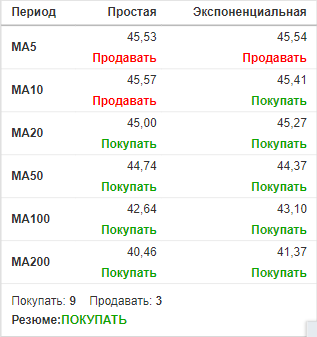 Период Простая Экспоненциальная
MA5 45,53 45,54
Продавать Продавать
MA10 45,57 45,41
Продавать Покупать
MA20 45,00 45,27
Покупать Покупать
MA50 44,74 44,37
Покупать Покупать
MA100 42,64 43,10
Покупать Покупать
MA200 40,46 41,37
Покупать Покупать
Покупать: 9 Продавать: 3
Резюме:ПОКУПАТЬ